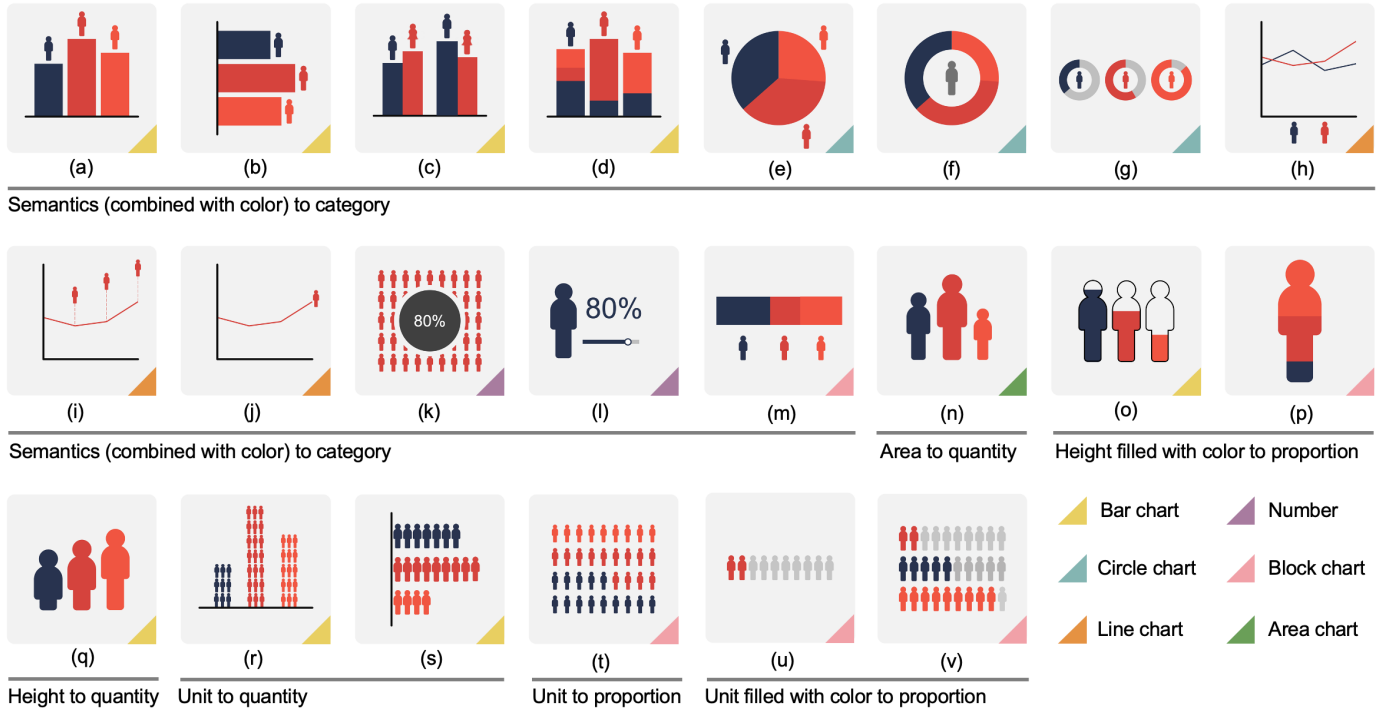 (a) (b) (c) (d) (e) (f) (g) (h)
Semantics (combined with color) to category
80%
80%
(i) (j) (k) (l) (m) (n) (o) (p)
Semantics (combined with color) to category
Area to quantity
Height filled with color to proportion
Bar chart
Number
Circle chart
Block chart
Line chart
Area chart
(q) (r) (s) (t) (u) (v)
Height to quantity
Unit to quantity
Unit to proportion
Unit filled with color to proportion